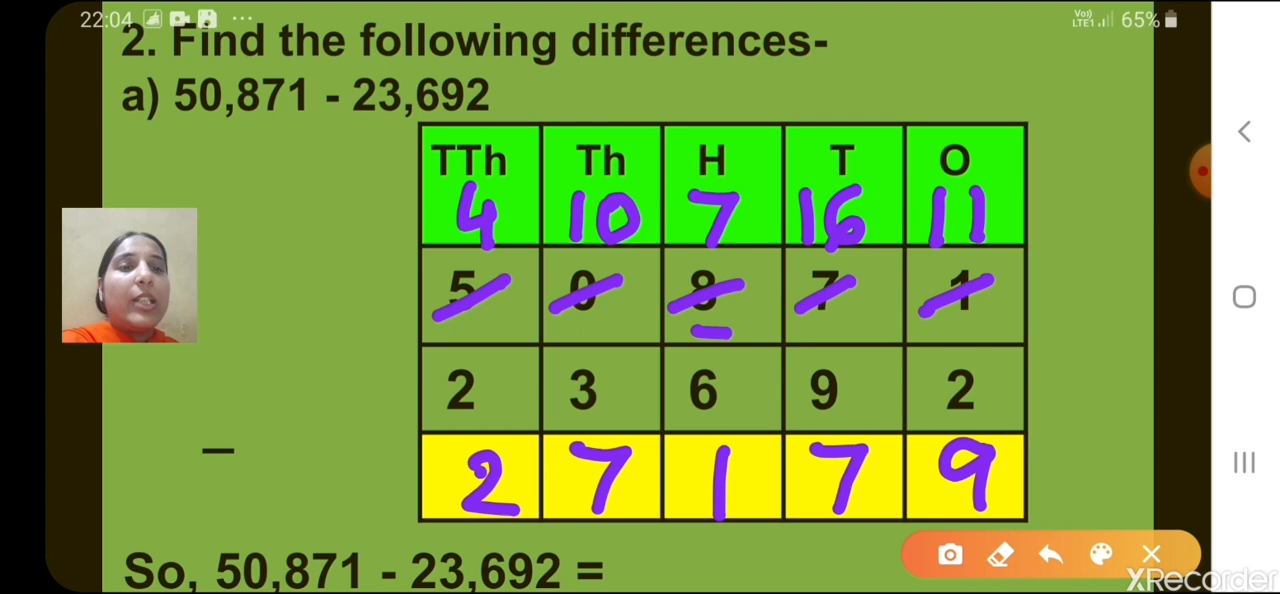 22:04 ... Vo)) LTE1 65%
2. Find the following differences-
a) 50,871 - 23,692
TTh Th H T O
4 10 7 16 11
5 0 8 7 1
2 3 6 9 2
–
2 7 1 7 9
So, 50,871 - 23,692 =
XRecorder